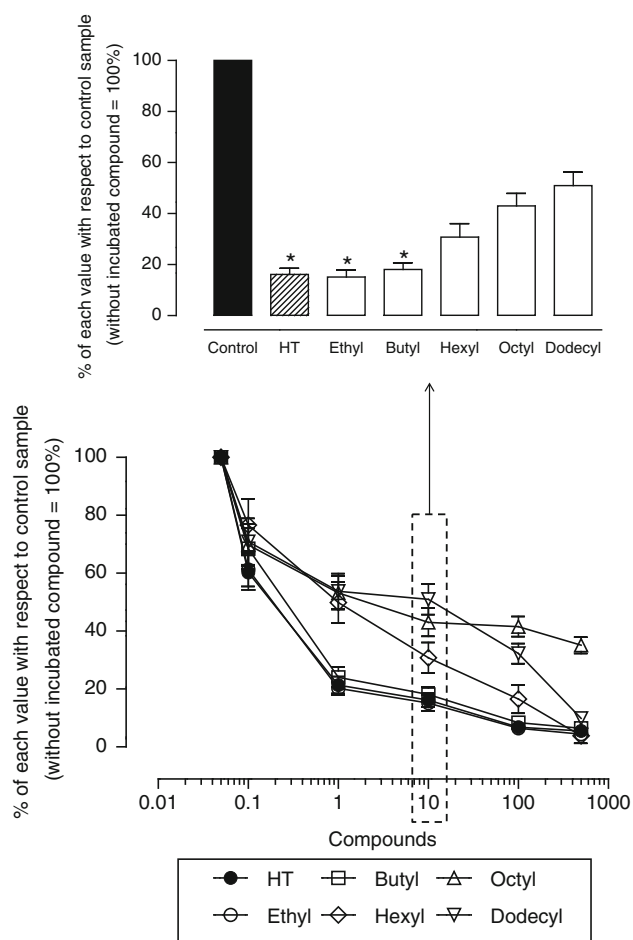 % of each value with respect to control sample
(without incubated compound = 100%)
100
80
60
40
20
0
* * *
Control HT Ethyl Butyl Hexyl Octyl Dodecyl
% of each value with respect to control sample
(without incubated compound = 100%)
100
80
60
40
20
0
0.01 0.1 1 10 100 1000
Compounds
HT Butyl Octyl
Ethyl Hexyl Dodecyl